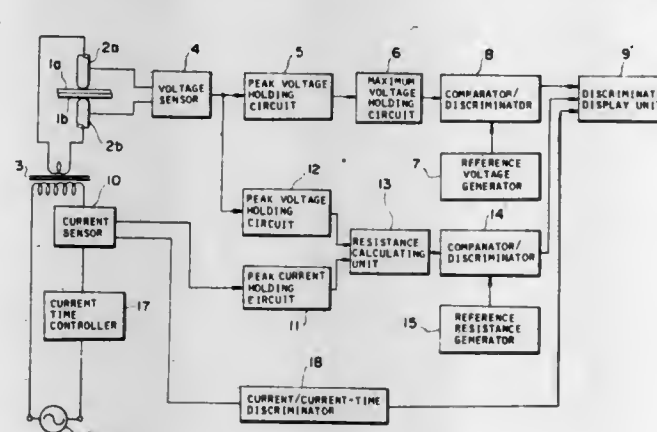 2a
4
5
6
8
9
1a
VOLTAGE
SENSOR
PEAK VOLTAGE
HOLDING
CIRCUIT
MAXIMUM
VOLTAGE
HOLDING
CIRCUIT
COMPARATOR/
DISCRIMINATOR
DISCRIMINAT
DISPLAY UNIT
1b
2b
3
10
12
13
7
REFERENCE
VOLTAGE
GENERATOR
14
CURRENT
SENSOR
PEAK VOLTAGE
HOLDING
CIRCUIT
RESISTANCE
CALCULATING
UNIT
COMPARATOR/
DISCRIMINATOR
CURRENT
TIME
CONTROLLER
17
PEAK CURRENT
HOLDING
CIRCUIT
11
15
REFERENCE
RESISTANCE
GENERATOR
18
CURRENT/CURRENT-TIME
DISCRIMINATOR